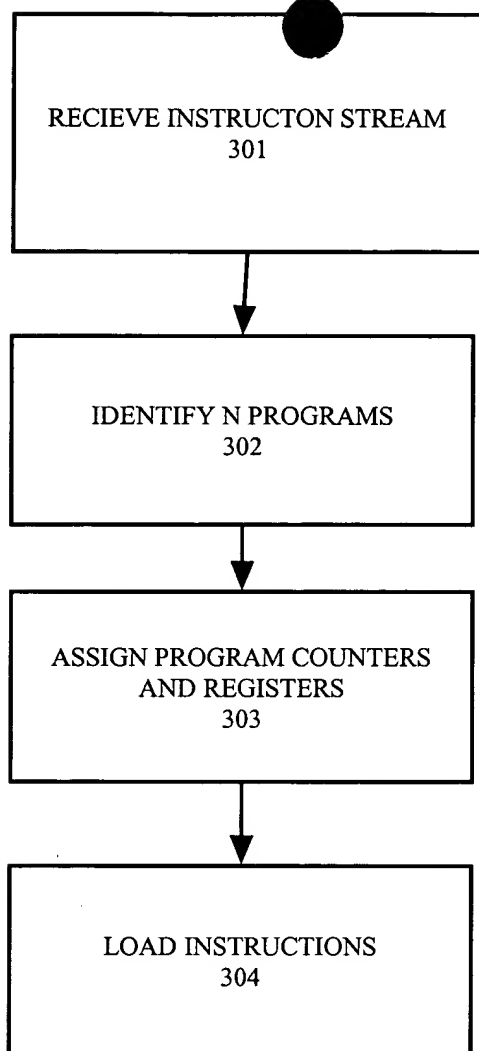 RECIEVE INSTRUCTON STREAM
301
IDENTIFY N PROGRAMS
302
ASSIGN PROGRAM COUNTERS
AND REGISTERS
303
LOAD INSTRUCTIONS
304